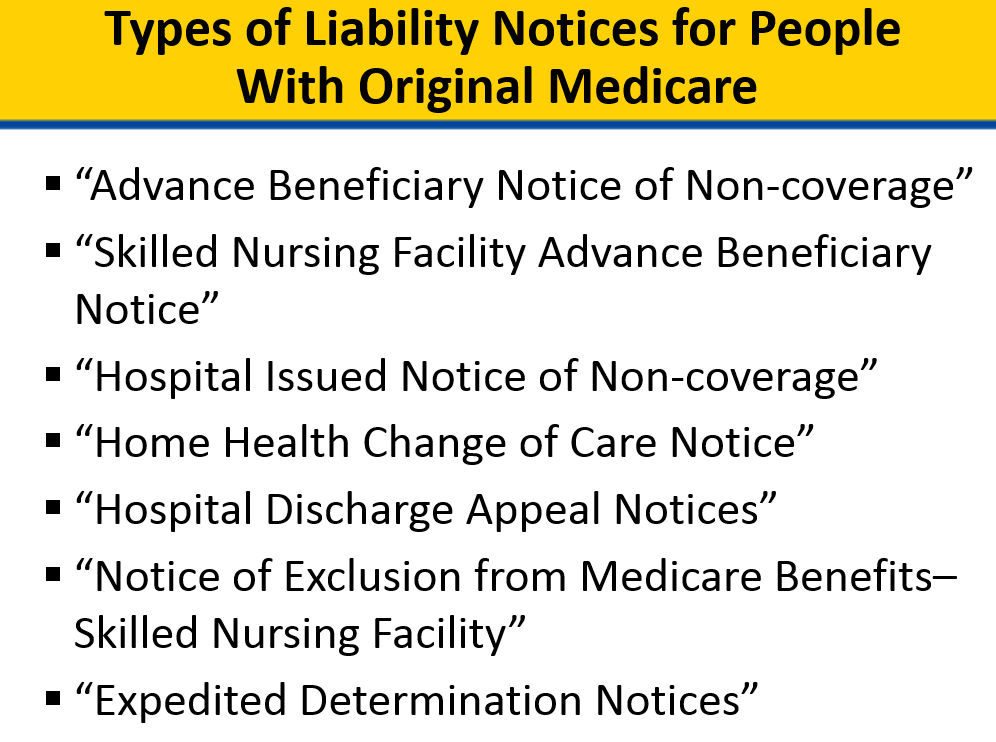 Types of Liability Notices for People
With Original Medicare
▪ “Advance Beneficiary Notice of Non-coverage”
▪ “Skilled Nursing Facility Advance Beneficiary
Notice”
▪ “Hospital Issued Notice of Non-coverage”
▪ “Home Health Change of Care Notice”
▪ “Hospital Discharge Appeal Notices”
▪ “Notice of Exclusion from Medicare Benefits–
Skilled Nursing Facility”
▪ “Expedited Determination Notices”